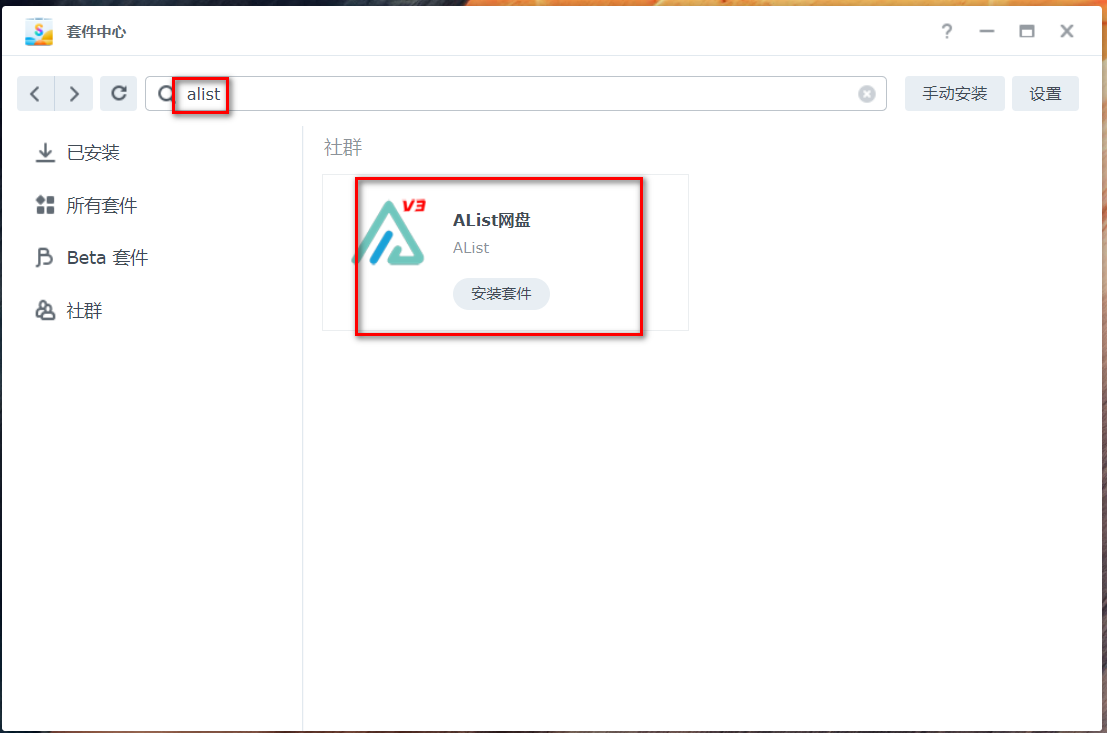 套件中心
alist
手动安装
设置
已安装
所有套件
Beta 套件
社群
社群
V3
AList网盘
AList
安装套件